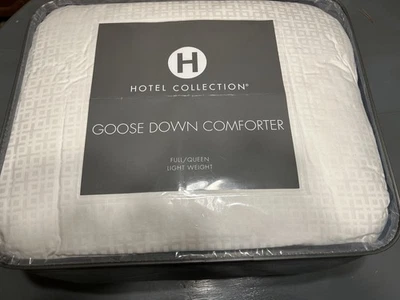 H
HOTEL COLLECTION®
GOOSE DOWN COMFORTER
FULL/QUEEN
LIGHT WEIGHT